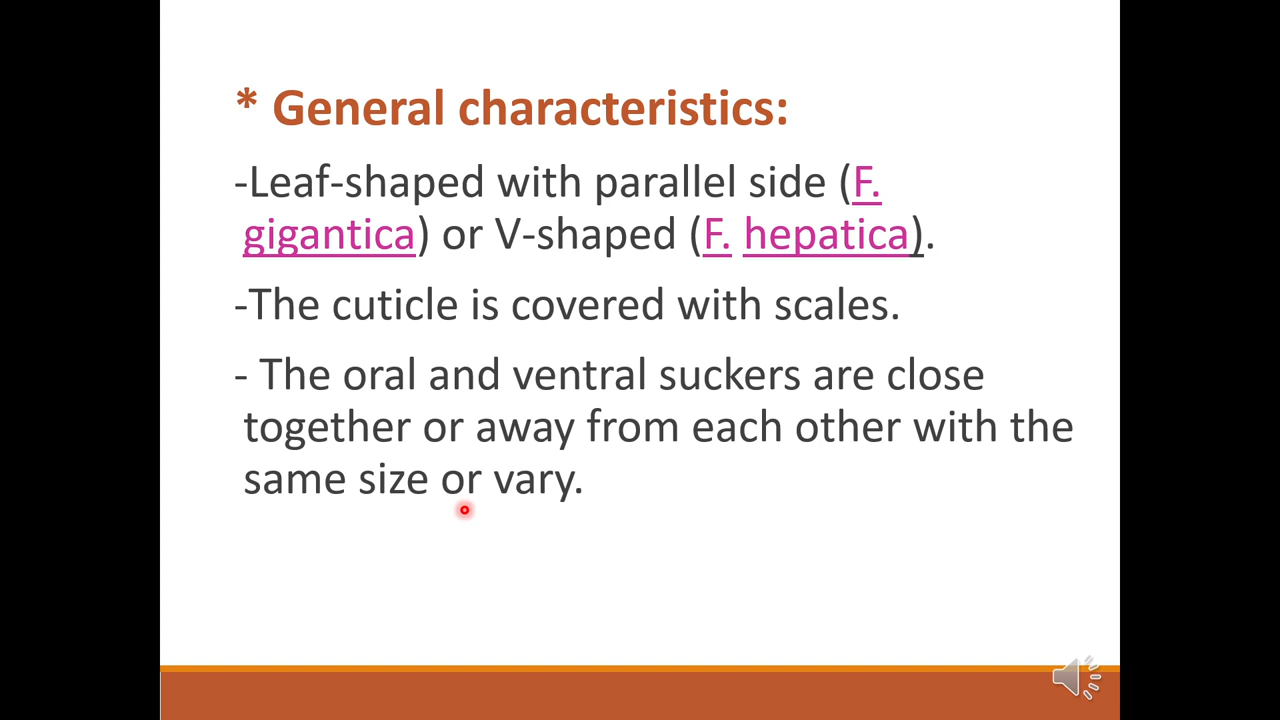 * General characteristics:
-Leaf-shaped with parallel side (F.
gigantica) or V-shaped (F. hepatica).
-The cuticle is covered with scales.
- The oral and ventral suckers are close
together or away from each other with the
same size or vary.